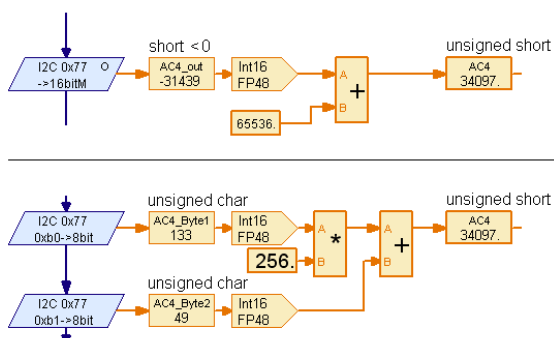 short <0
unsigned short
I2C 0x77
->16bitM
AC4_out
-31439
Int16
FP48
A
B
+
65536.
AC4
34097.
unsigned char
unsigned short
I2C 0x77
0xb0->8bit
AC4_Byte1
133
Int16
FP48
256.
A
B
*
A
B
+
AC4
34097.
unsigned char
I2C 0x77
0xb1->8bit
AC4_Byte2
49
Int16
FP48